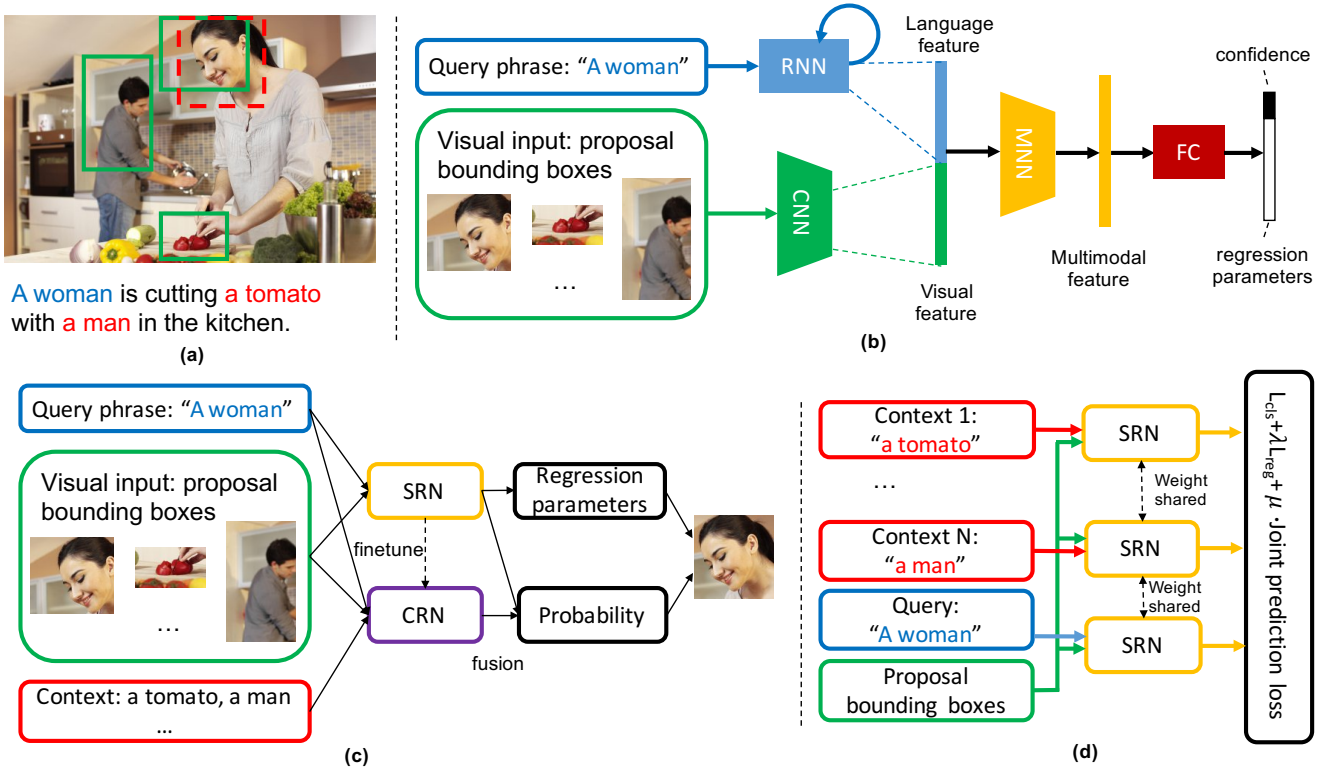 A woman is cutting a tomato
with a man in the kitchen.
(a)
Query phrase: “A woman”
Visual input: proposal
bounding boxes
…
RNN
CNN
Language
feature
Visual
feature
MNN
Multimodal
feature
FC
confidence
regression
parameters
(b)
Query phrase: “A woman”
Visual input: proposal
bounding boxes
…
Context: a tomato, a man
…
SRN
finetune
CRN
fusion
Regression
parameters
Probability
(c)
Context 1:
“a tomato”
…
Context N:
“a man”
Query:
“A woman”
Proposal
bounding boxes
SRN
Weight
shared
SRN
Weight
shared
SRN
Lcls+λLreg+ μ ·Joint prediction loss
(d)